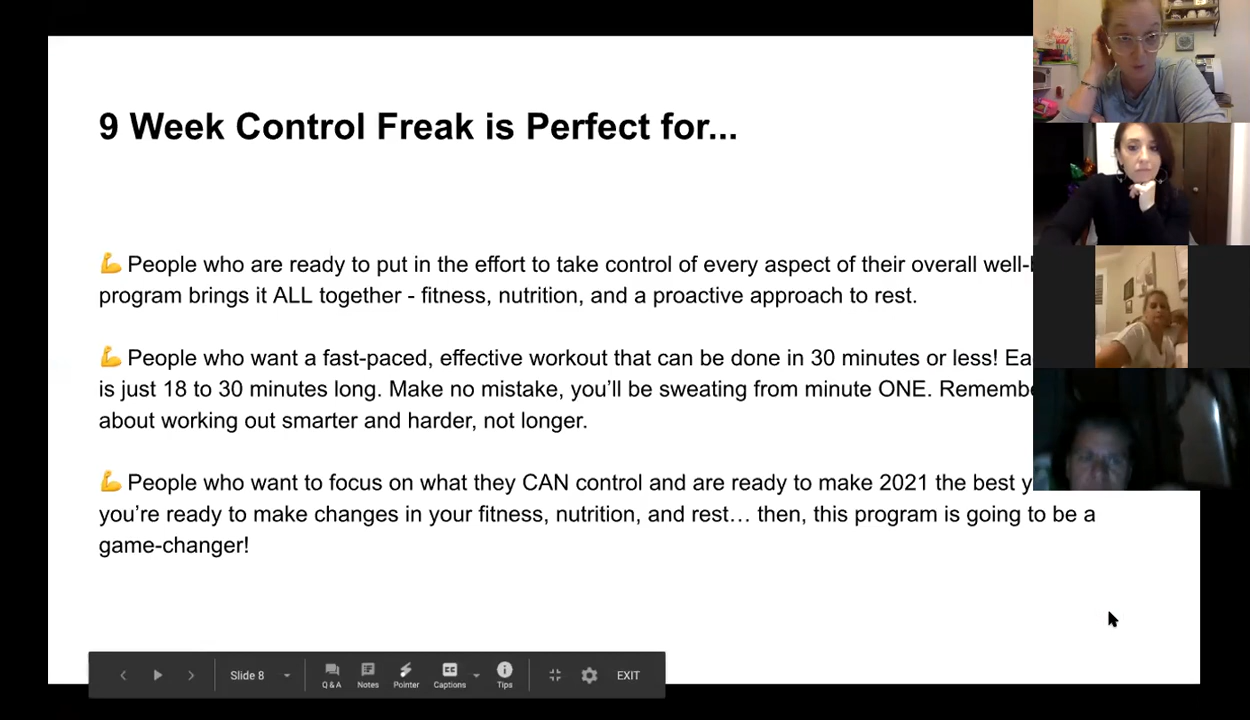 9 Week Control Freak is Perfect for...
💪 People who are ready to put in the effort to take control of every aspect of their overall
program brings it ALL together - fitness, nutrition, and a proactive approach to rest.
💪 People who want a fast-paced, effective workout that can be done in 30 minutes or less!
is just 18 to 30 minutes long. Make no mistake, you'll be sweating from minute ONE.
about working out smarter and harder, not longer.
💪 People who want to focus on what they CAN control and are ready to make 2021 the best
you're ready to make changes in your fitness, nutrition, and rest… then, this program is going to be a
game-changer!
Slide 8
Q&A Notes Pointer Captions Tips EXIT